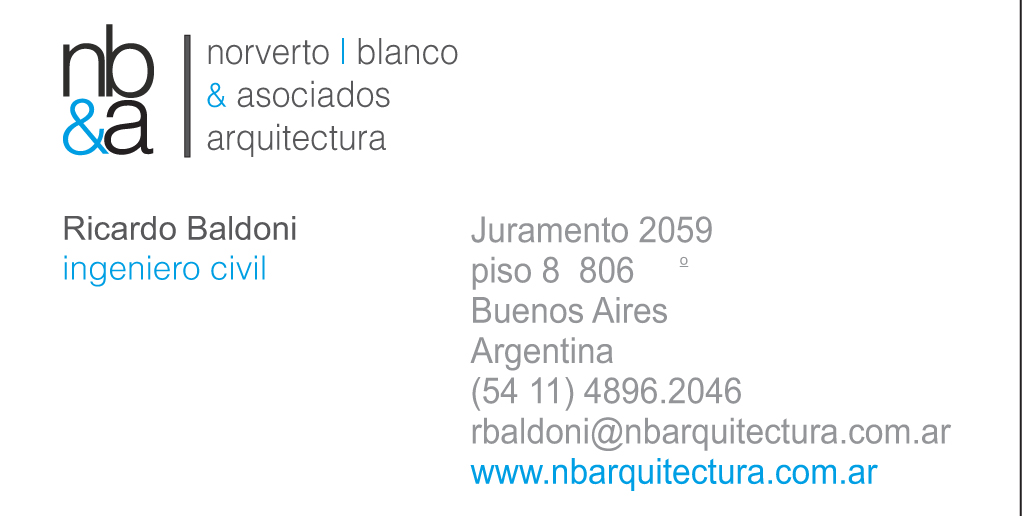 nb
&a
norverto | blanco
& asociados
arquitectura
Ricardo Baldoni
ingeniero civil
Juramento 2059
piso 8 806 º
Buenos Aires
Argentina
(54 11) 4896.2046
rbaldoni@nbarquitectura.com.ar
www.nbarquitectura.com.ar